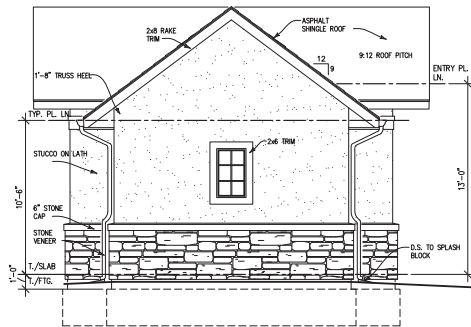 2x8 RAKE
TRIM
ASPHALT
SHINGLE ROOF
12
9
9:12 ROOF PITCH
ENTRY PL.
LN.
1'-8" TRUSS HEEL
TYP. PL. LN.
2x6 TRIM
STUCCO ON LATH
10'-6"
13'-0"
6" STONE
CAP
STONE
VENEER
D.S. TO SPLASH
BLOCK
T./SLAB
T./FTG.
1'-0"